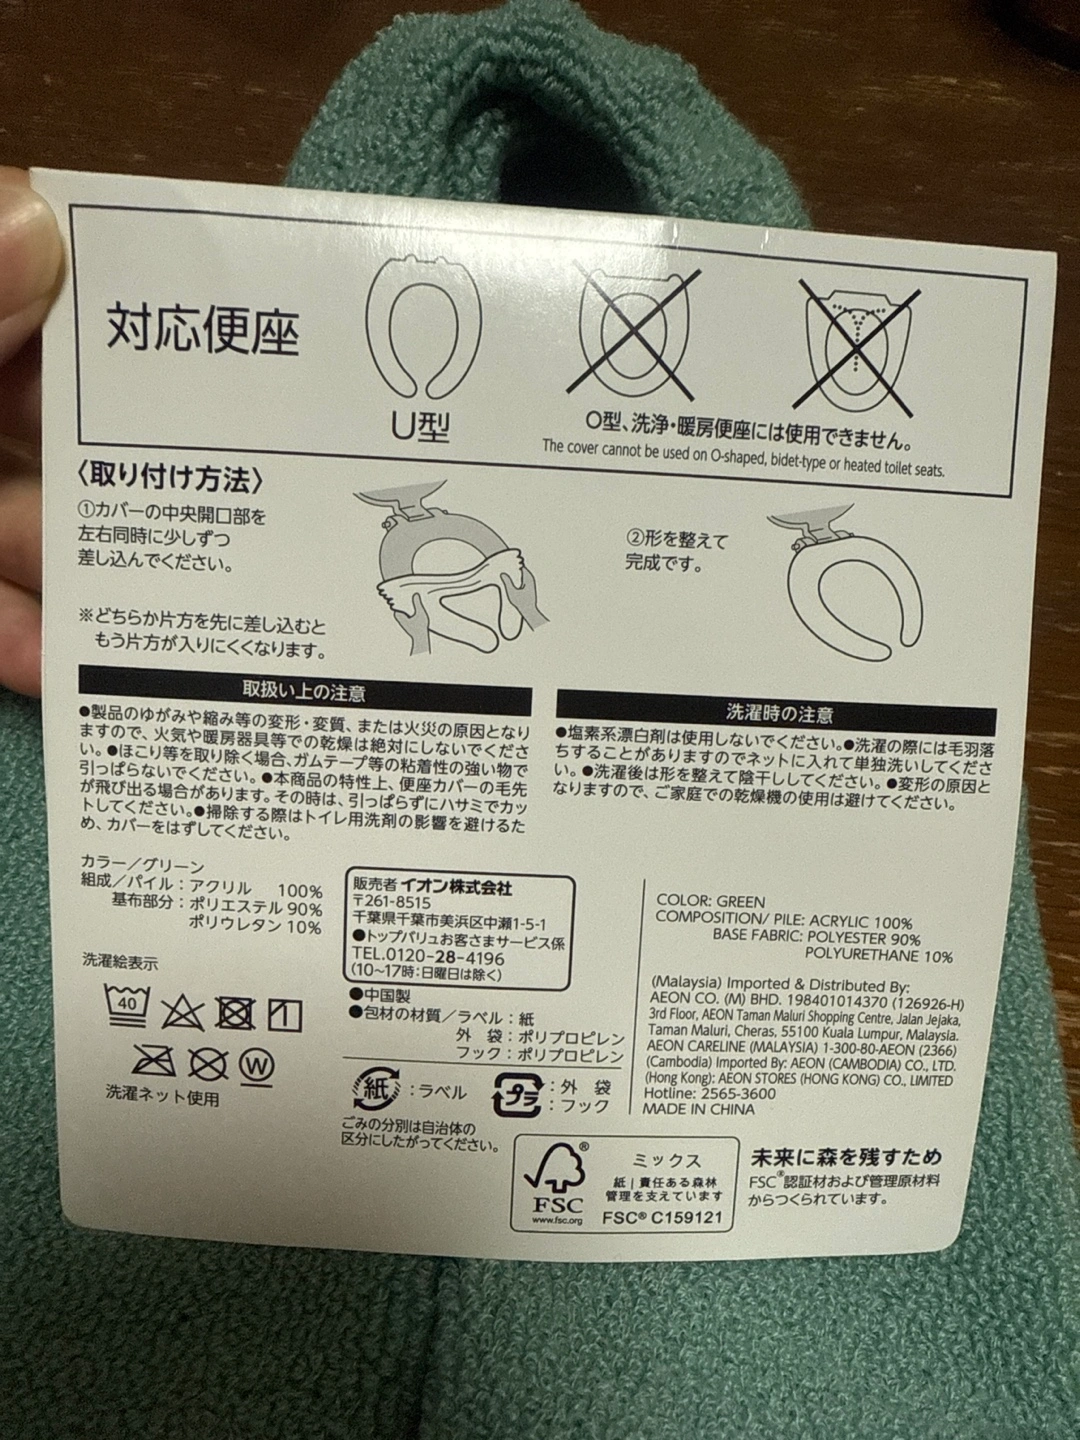 対応便座
U型
O型、洗浄・暖房便座には使用できません。
The cover cannot be used on O-shaped, bidet-type or heated toilet seats.
〈取り付け方法〉
①カバーの中央開口部を
左右同時に少しずつ
差し込んでください。
※どちらか片方を先に差し込むと
もう片方が入りにくくなります。
②形を整えて
完成です。
取扱い上の注意
●製品のゆがみや縮み等の変形・変質、または火災の原因となり
ますので、火気や暖房器具等での乾燥は絶対にしないでくださ
い。●ほこり等を取り除く場合、ガムテープ等の粘着性の強い物で
引っぱらないでください。●本商品の特性上、便座カバーの毛先
が飛び出る場合があります。その時は、引っぱらずにハサミでカッ
トしてください。●掃除する際はトイレ用洗剤の影響を避けるた
め、カバーをはずしてください。
洗濯時の注意
●塩素系漂白剤は使用しないでください。●洗濯の際には毛羽落
ちすることがありますのでネットに入れて単独洗いしてくださ
い。●洗濯後は形を整えて陰干ししてください。●変形の原因と
なりますので、ご家庭での乾燥機の使用は避けてください。
カラー／グリーン
組成／パイル：アクリル 100%
基布部分：ポリエステル 90%
ポリウレタン 10%
洗濯絵表示
40
W
洗濯ネット使用
販売者 イオン株式会社
〒261-8515
千葉県千葉市美浜区中瀬1-5-1
●トップバリュお客さまサービス係
TEL.0120-28-4196
(10～17時:日曜日は除く)
●中国製
●包材の材質／ラベル：紙
外 袋：ポリプロピレン
フック：ポリプロピレン
紙：ラベル
プラ：外 袋
：フック
ごみの分別は自治体の
区分にしたがってください。
COLOR: GREEN
COMPOSITION/ PILE: ACRYLIC 100%
BASE FABRIC: POLYESTER 90%
POLYURETHANE 10%
(Malaysia) Imported & Distributed By:
AEON CO. (M) BHD. 198401014370 (126926-H)
3rd Floor, AEON Taman Maluri Shopping Centre, Jalan Jejaka,
Taman Maluri, Cheras, 55100 Kuala Lumpur, Malaysia.
AEON CARELINE (MALAYSIA) 1-300-80-AEON (2366)
(Cambodia) Imported By: AEON (CAMBODIA) CO., LTD.
(Hong Kong): AEON STORES (HONG KONG) CO., LIMITED
Hotline: 2565-3600
MADE IN CHINA
®
FSC
www.fsc.org
ミックス
紙｜責任ある森林
管理を支えています
FSC® C159121
未来に森を残すため
FSC®認証材および管理原材料
からつくられています。